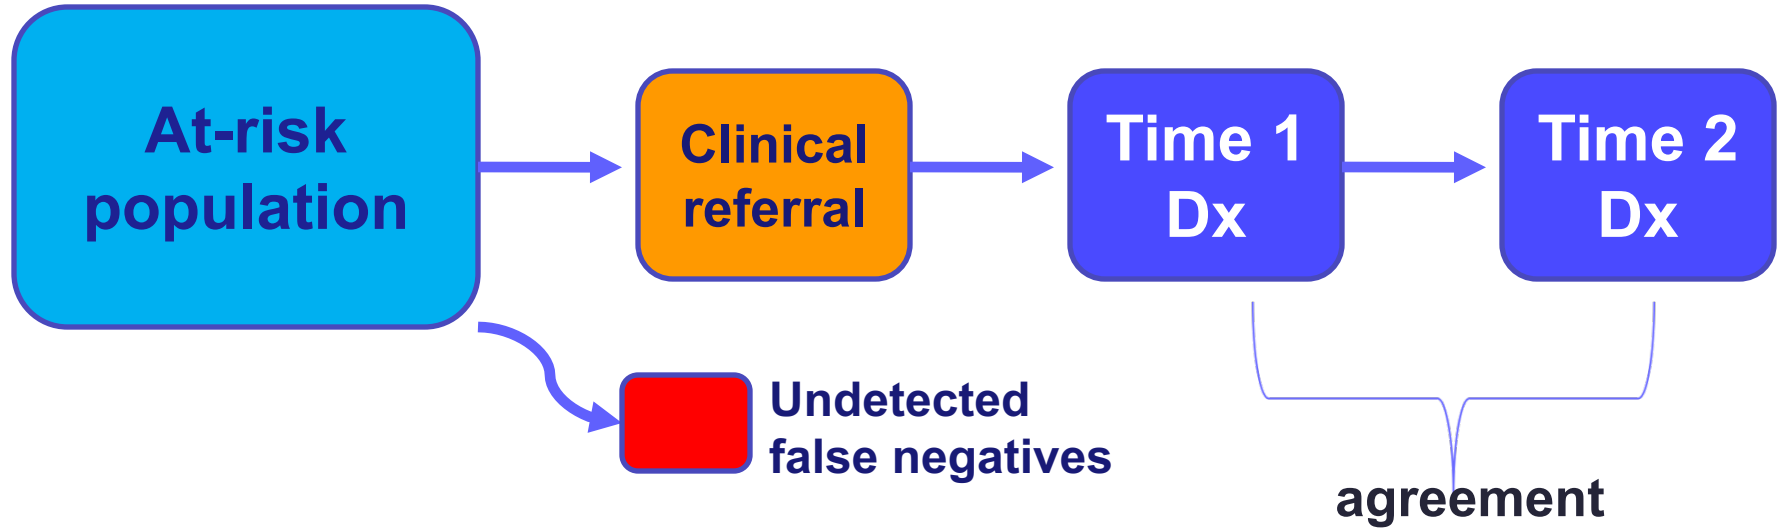 At-risk
population
Clinical
referral
Time 1
Dx
Time 2
Dx
Undetected
false negatives
agreement